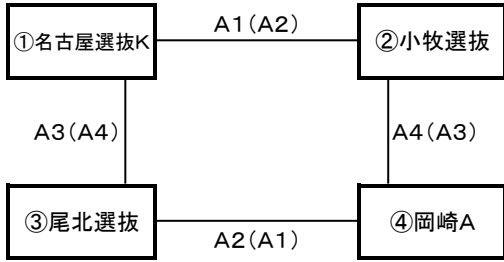 ①名古屋選抜K
A1(A2)
②小牧選抜
A3(A4)
A4(A3)
③尾北選抜
A2(A1)
④岡崎A